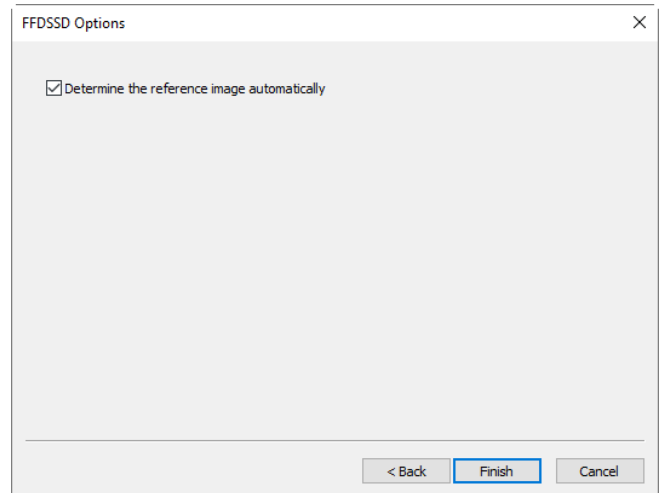 FFDSSD Options
Determine the reference image automatically
< Back Finish Cancel